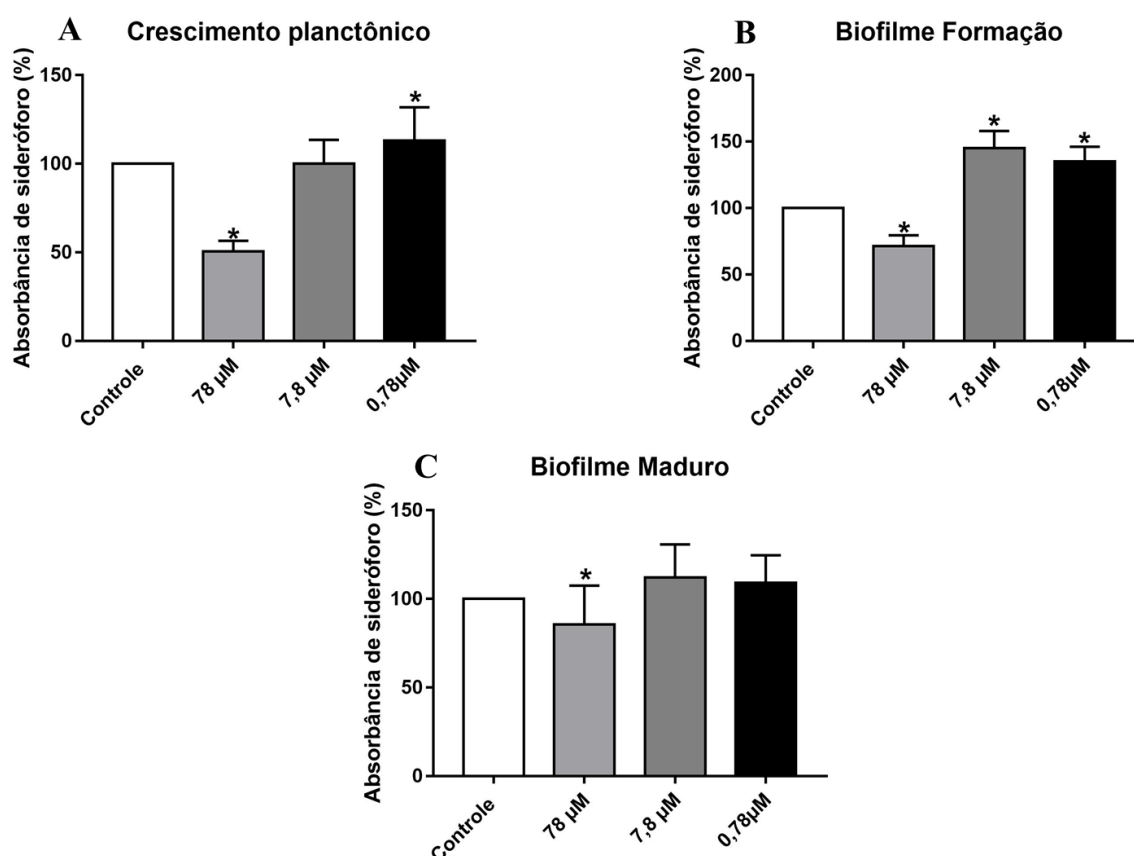 A Crescimento planctônico
Absorbância de sideróforo (%)
150
100
50
0
Controle
78 µM
7,8 µM
0,78µM
*
*
B Biofilme Formação
Absorbância de sideróforo (%)
200
150
100
50
0
Controle
78 µM
7,8 µM
0,78µM
*
*
*
C Biofilme Maduro
Absorbância de sideróforo (%)
150
100
50
0
Controle
78 µM
7,8 µM
0,78µM
*